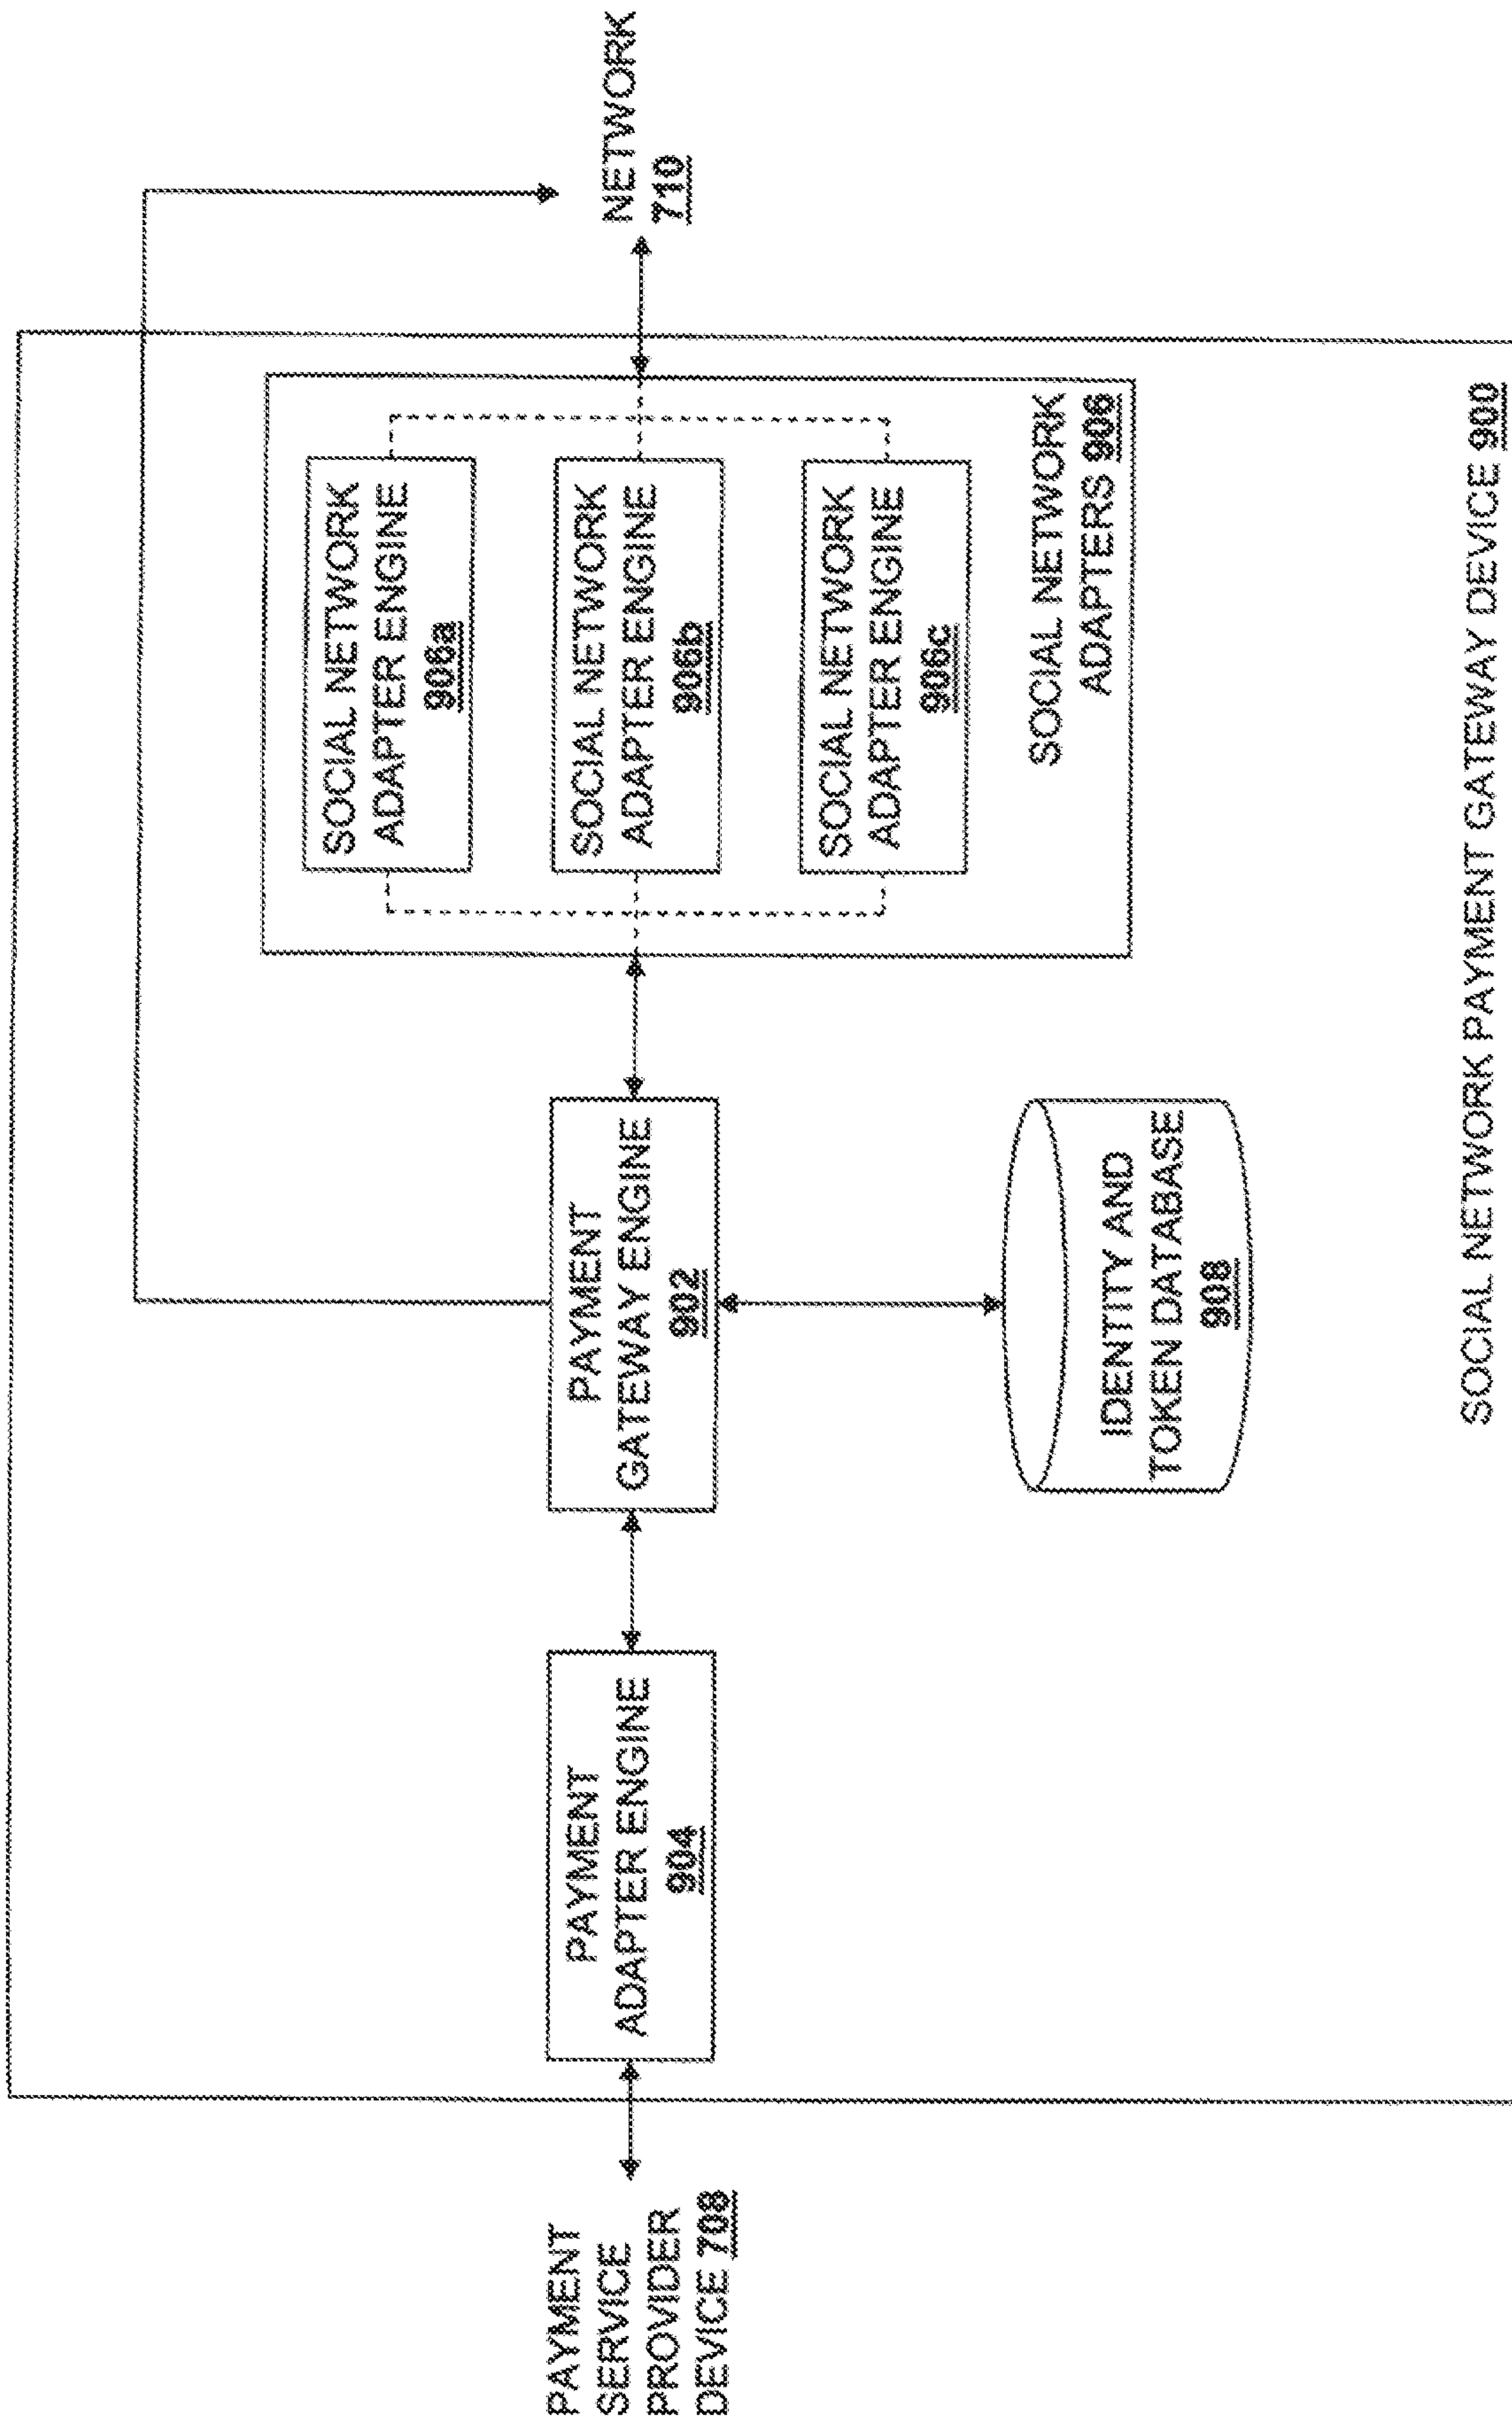 PAYMENT
SERVICE
PROVIDER
DEVICE 708
PAYMENT
ADAPTER ENGINE
904
PAYMENT
GATEWAY ENGINE
902
IDENTITY AND
TOKEN DATABASE
908
SOCIAL NETWORK
ADAPTER ENGINE
906a
SOCIAL NETWORK
ADAPTER ENGINE
906b
SOCIAL NETWORK
ADAPTER ENGINE
906c
SOCIAL NETWORK
ADAPTERS 906
NETWORK
710
SOCIAL NETWORK PAYMENT GATEWAY DEVICE 900